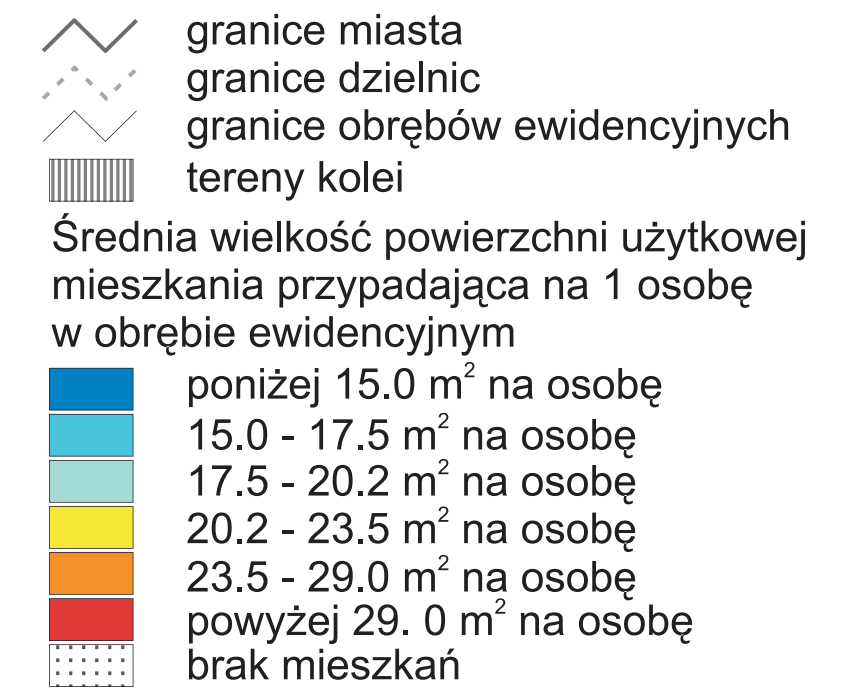 granice miasta
granice dzielnic
granice obrębów ewidencyjnych
tereny kolei
Średnia wielkość powierzchni użytkowej
mieszkania przypadająca na 1 osobę
w obrębie ewidencyjnym
poniżej 15.0 m² na osobę
15.0 - 17.5 m² na osobę
17.5 - 20.2 m² na osobę
20.2 - 23.5 m² na osobę
23.5 - 29.0 m² na osobę
powyżej 29. 0 m² na osobę
brak mieszkań